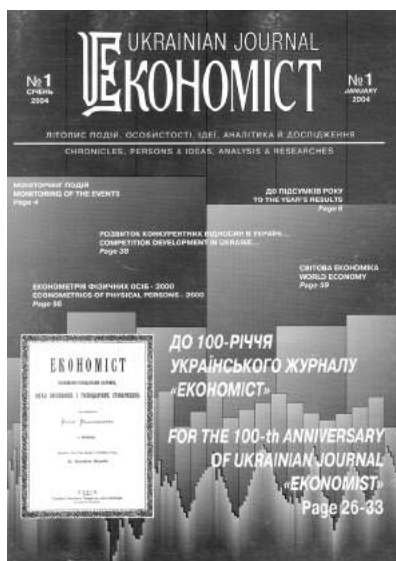 UKRAINIAN JOURNAL
ЕКОНОМІСТ
№1
СІЧЕНЬ
2004
№1
JANUARY
2004
ЛІТОПИС ПОДІЙ, ОСОБИСТОСТІ, ІДЕЇ, АНАЛІТИКА Й ДОСЛІДЖЕННЯ
CHRONICLES, PERSONS & IDEAS, ANALYSIS & RESEARCHES
МОНІТОРИНГ ПОДІЙ
MONITORING OF THE EVENTS
Page 4
ДО ПІДСУМКІВ РОКУ
TO THE YEAR'S RESULTS
Page 6
РОЗВИТОК КОНКУРЕНТНИХ ВІДНОСИН В УКРАЇНІ...
COMPETITION DEVELOPMENT IN UKRAINE...
Page 38
СВІТОВА ЕКОНОМІКА
WORLD ECONOMY
Page 59
ЕКОНОМЕТРІЯ ФІЗИЧНИХ ОСІБ - 2000
ECONOMETRICS OF PHYSICAL PERSONS - 2000
ЕКОНОМІСТ
ДО 100-РІЧЧЯ
УКРАЇНСЬКОГО ЖУРНАЛУ
«ЕКОНОМІСТ»
FOR THE 100-th ANNIVERSARY
OF UKRAINIAN JOURNAL
«EKONOMIST»
Page 26-33